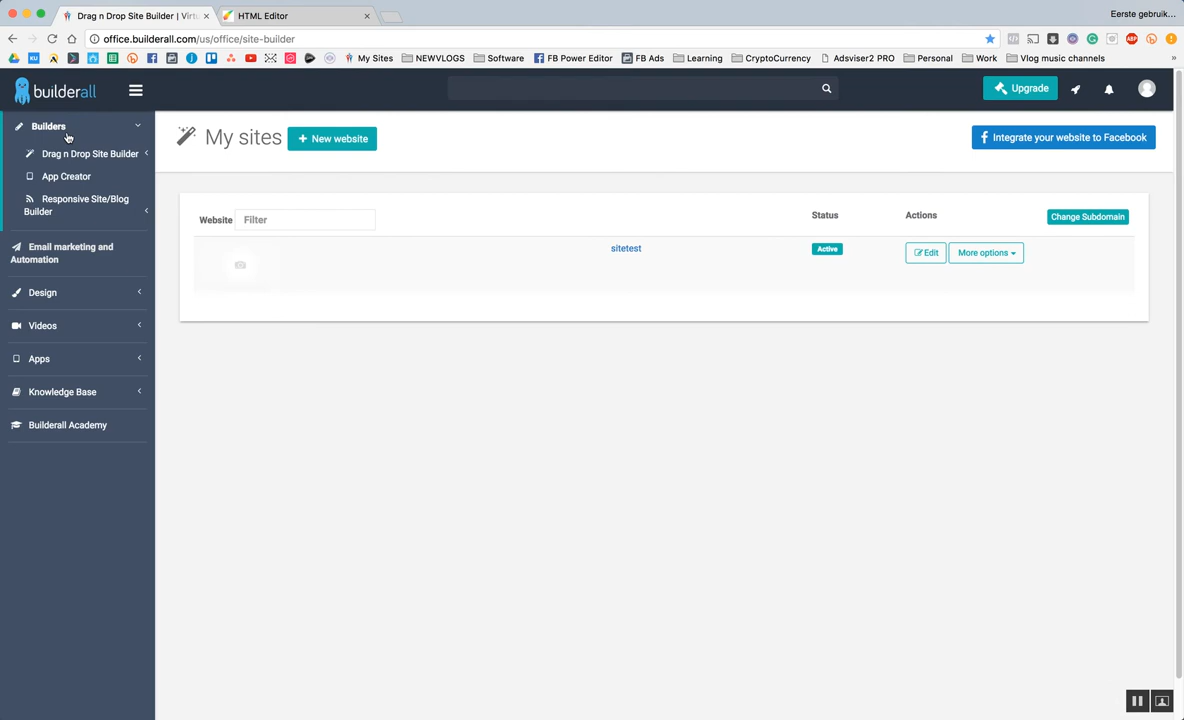 Drag n Drop Site Builder | Virtu
HTML Editor
Eerste gebruik...
office.builderall.com/us/office/site-builder
KU
My Sites
NEWVLOGS
Software
FB Power Editor
FB Ads
Learning
CryptoCurrency
Adsviser2 PRO
Personal
Work
Vlog music channels
»
ABP
builderall
Upgrade
Builders
Drag n Drop Site Builder
App Creator
Responsive Site/Blog
Builder
Email marketing and
Automation
Design
Videos
Apps
Knowledge Base
Builderall Academy
My sites
+ New website
Integrate your website to Facebook
Website
Filter
Status
Actions
Change Subdomain
sitetest
Active
Edit
More options